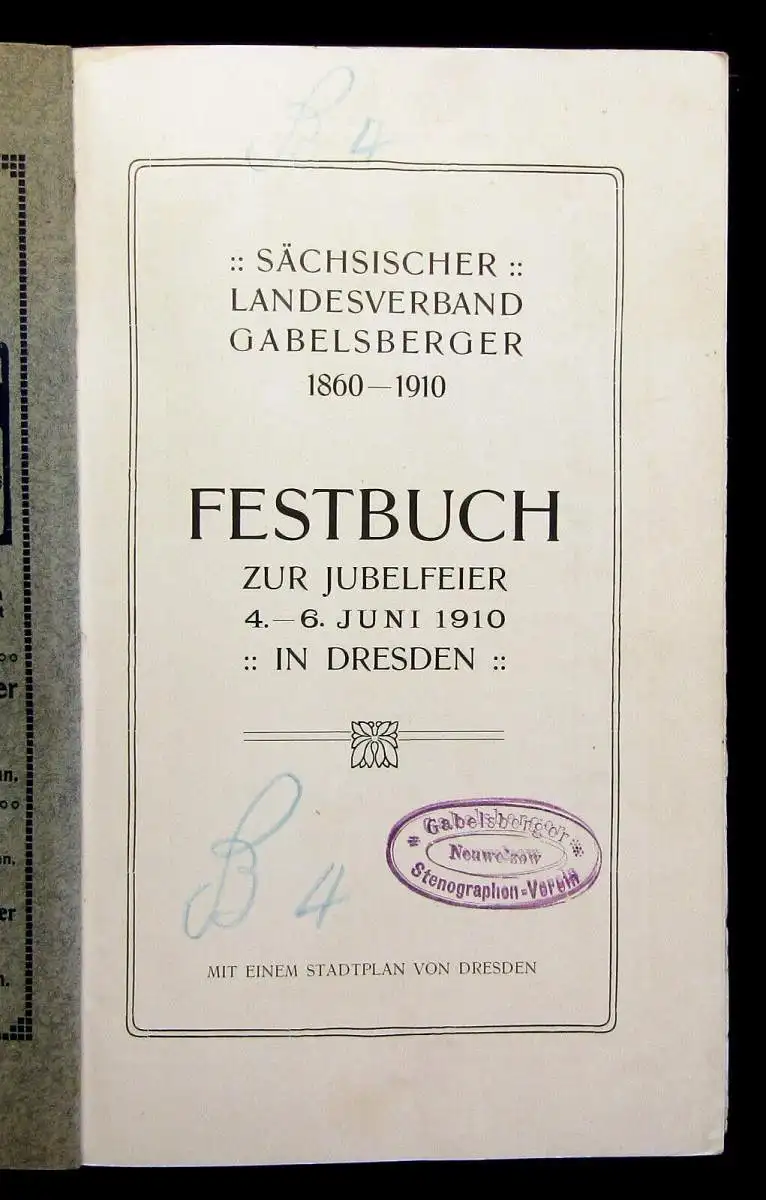 B 4
:: SÄCHSISCHER ::
LANDESVERBAND
GABELSBERGER
1860—1910
FESTBUCH
ZUR JUBELFEIER
4.—6. JUNI 1910
:: IN DRESDEN ::
B 4
Gabelsberger
Stenographen=Verein
MIT EINEM STADTPLAN VON DRESDEN